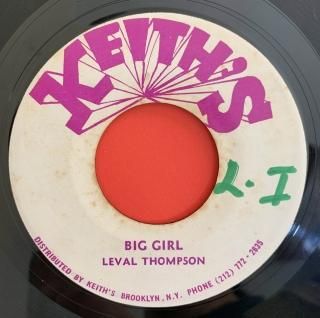 KEITH'S
L.I
BIG GIRL
LEVAL THOMPSON
DISTRIBUTED BY KEITH'S BROOKLYN, N.Y. PHONE (212) 772-2835